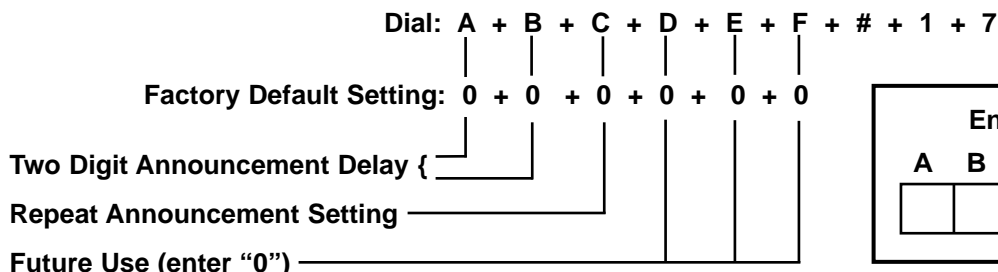 Dial: A + B + C + D + E + F + # + 1 + 7
Factory Default Setting: 0 + 0 + 0 + 0 + 0 + 0
Two Digit Announcement Delay {
Repeat Announcement Setting
Future Use (enter “0”)
A B